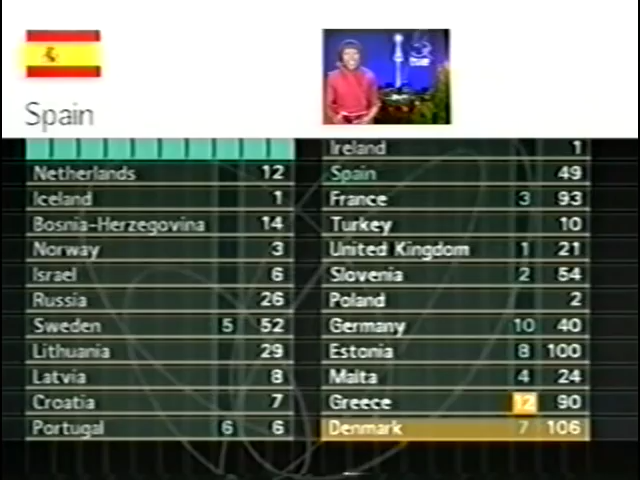 Spain
Netherlands 12
Iceland 1
Bosnia-Herzegovina 14
Norway 3
Israel 6
Russia 26
Sweden 5 52
Lithuania 29
Latvia 8
Croatia 7
Portugal 6 6
Ireland 1
Spain 49
France 3 93
Turkey 10
United Kingdom 1 21
Slovenia 2 54
Poland 2
Germany 10 40
Estonia 8 100
Malta 4 24
Greece 12 90
Denmark 7 106